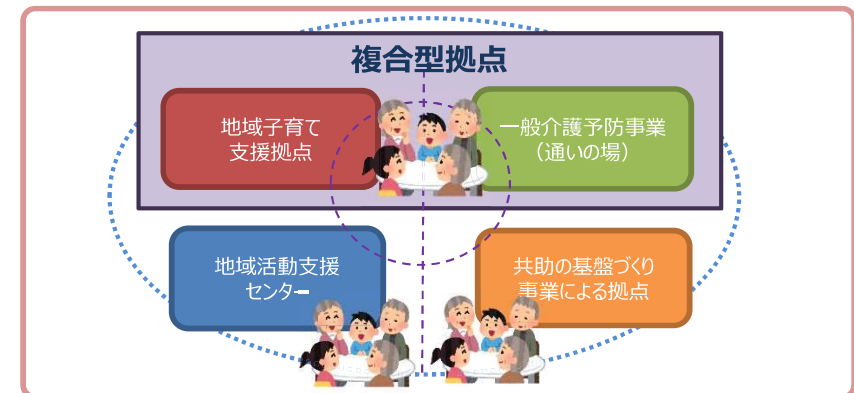 複合型拠点
地域子育て
支援拠点
一般介護予防事業
（通いの場）
地域活動支援
センター
共助の基盤づくり
事業による拠点